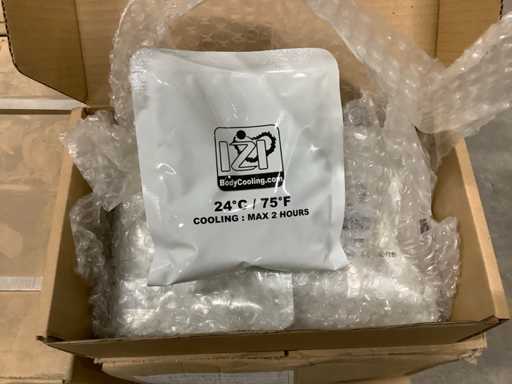 IZI
BodyCooling.com
24°C / 75°F
COOLING : MAX 2 HOURS